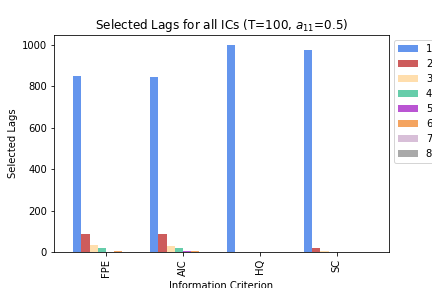 Selected Lags for all ICs (T=100, a₁₁=0.5)
Selected Lags
1000
800
600
400
200
0
FPE
AIC
HQ
SC
Information Criterion
1
2
3
4
5
6
7
8